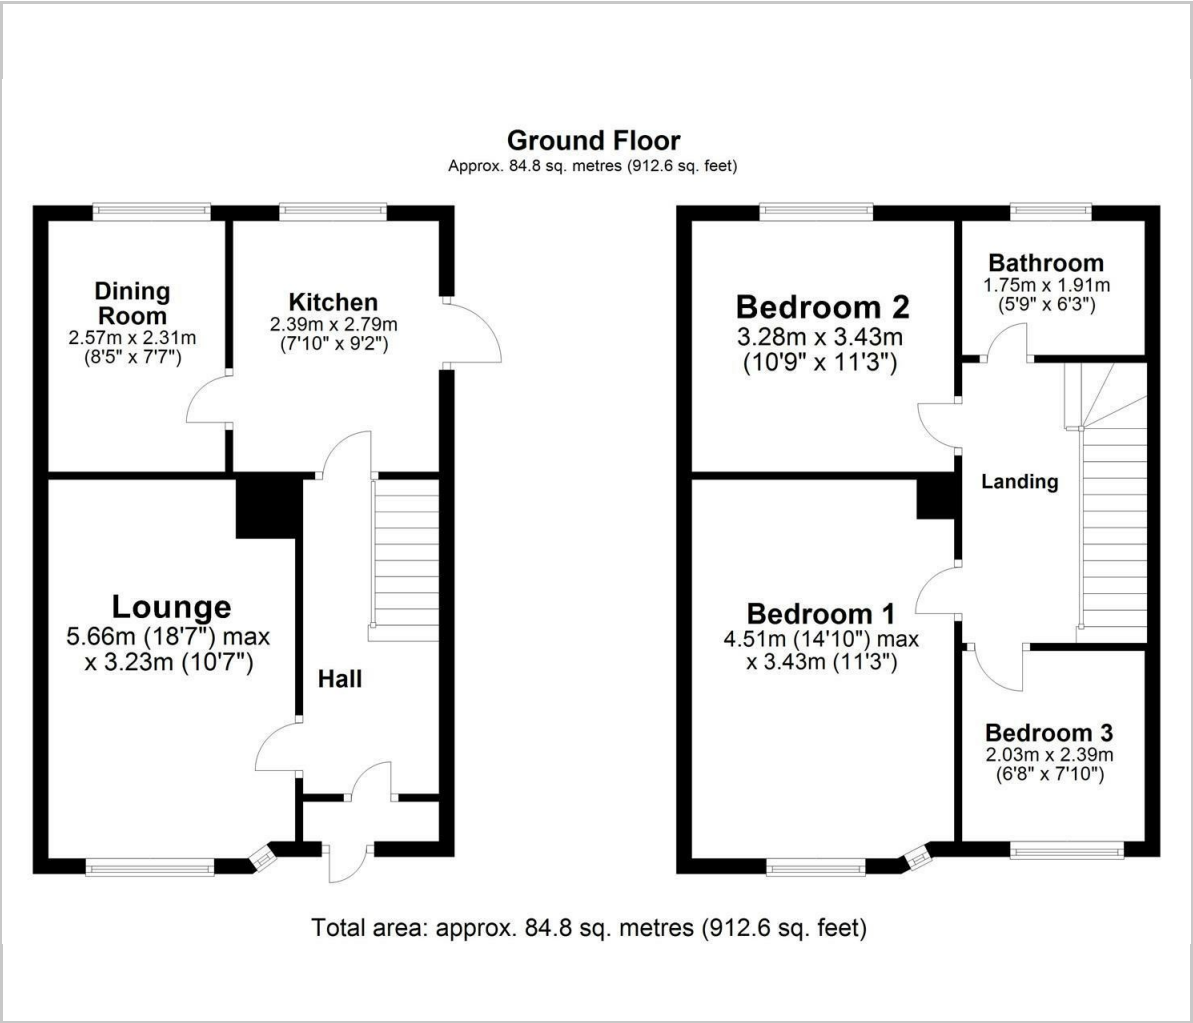 Ground Floor
Approx. 84.8 sq. metres (912.6 sq. feet)
Dining
Room
2.57m x 2.31m
(8'5" x 7'7")
Kitchen
2.39m x 2.79m
(7'10" x 9'2")
Lounge
5.66m (18'7") max
x 3.23m (10'7")
Hall
Bedroom 2
3.28m x 3.43m
(10'9" x 11'3")
Bathroom
1.75m x 1.91m
(5'9" x 6'3")
Landing
Bedroom 1
4.51m (14'10") max
x 3.43m (11'3")
Bedroom 3
2.03m x 2.39m
(6'8" x 7'10")
Total area: approx. 84.8 sq. metres (912.6 sq. feet)